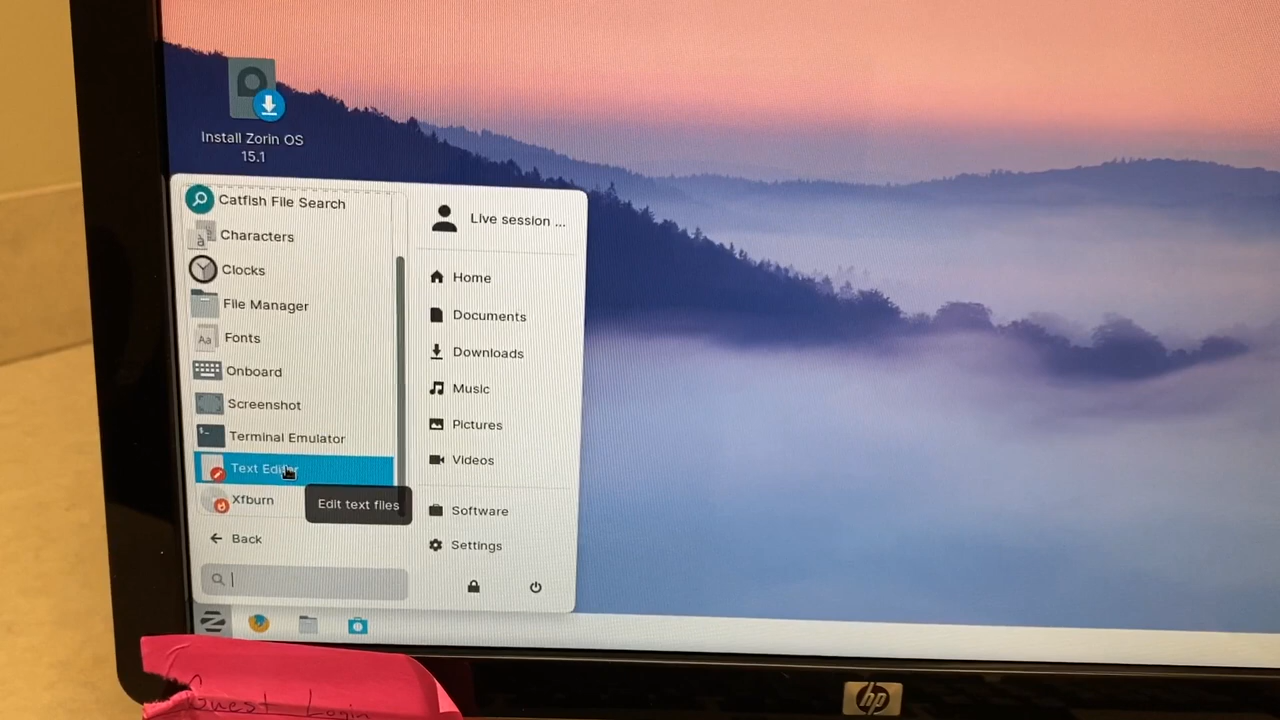 Install Zorin OS
15.1
Catfish File Search
Characters
Clocks
File Manager
Fonts
Onboard
Screenshot
Terminal Emulator
Text Editor
Xfburn
Edit text files
Back
Live session ...
Home
Documents
Downloads
Music
Pictures
Videos
Software
Settings
hp
Guest Login